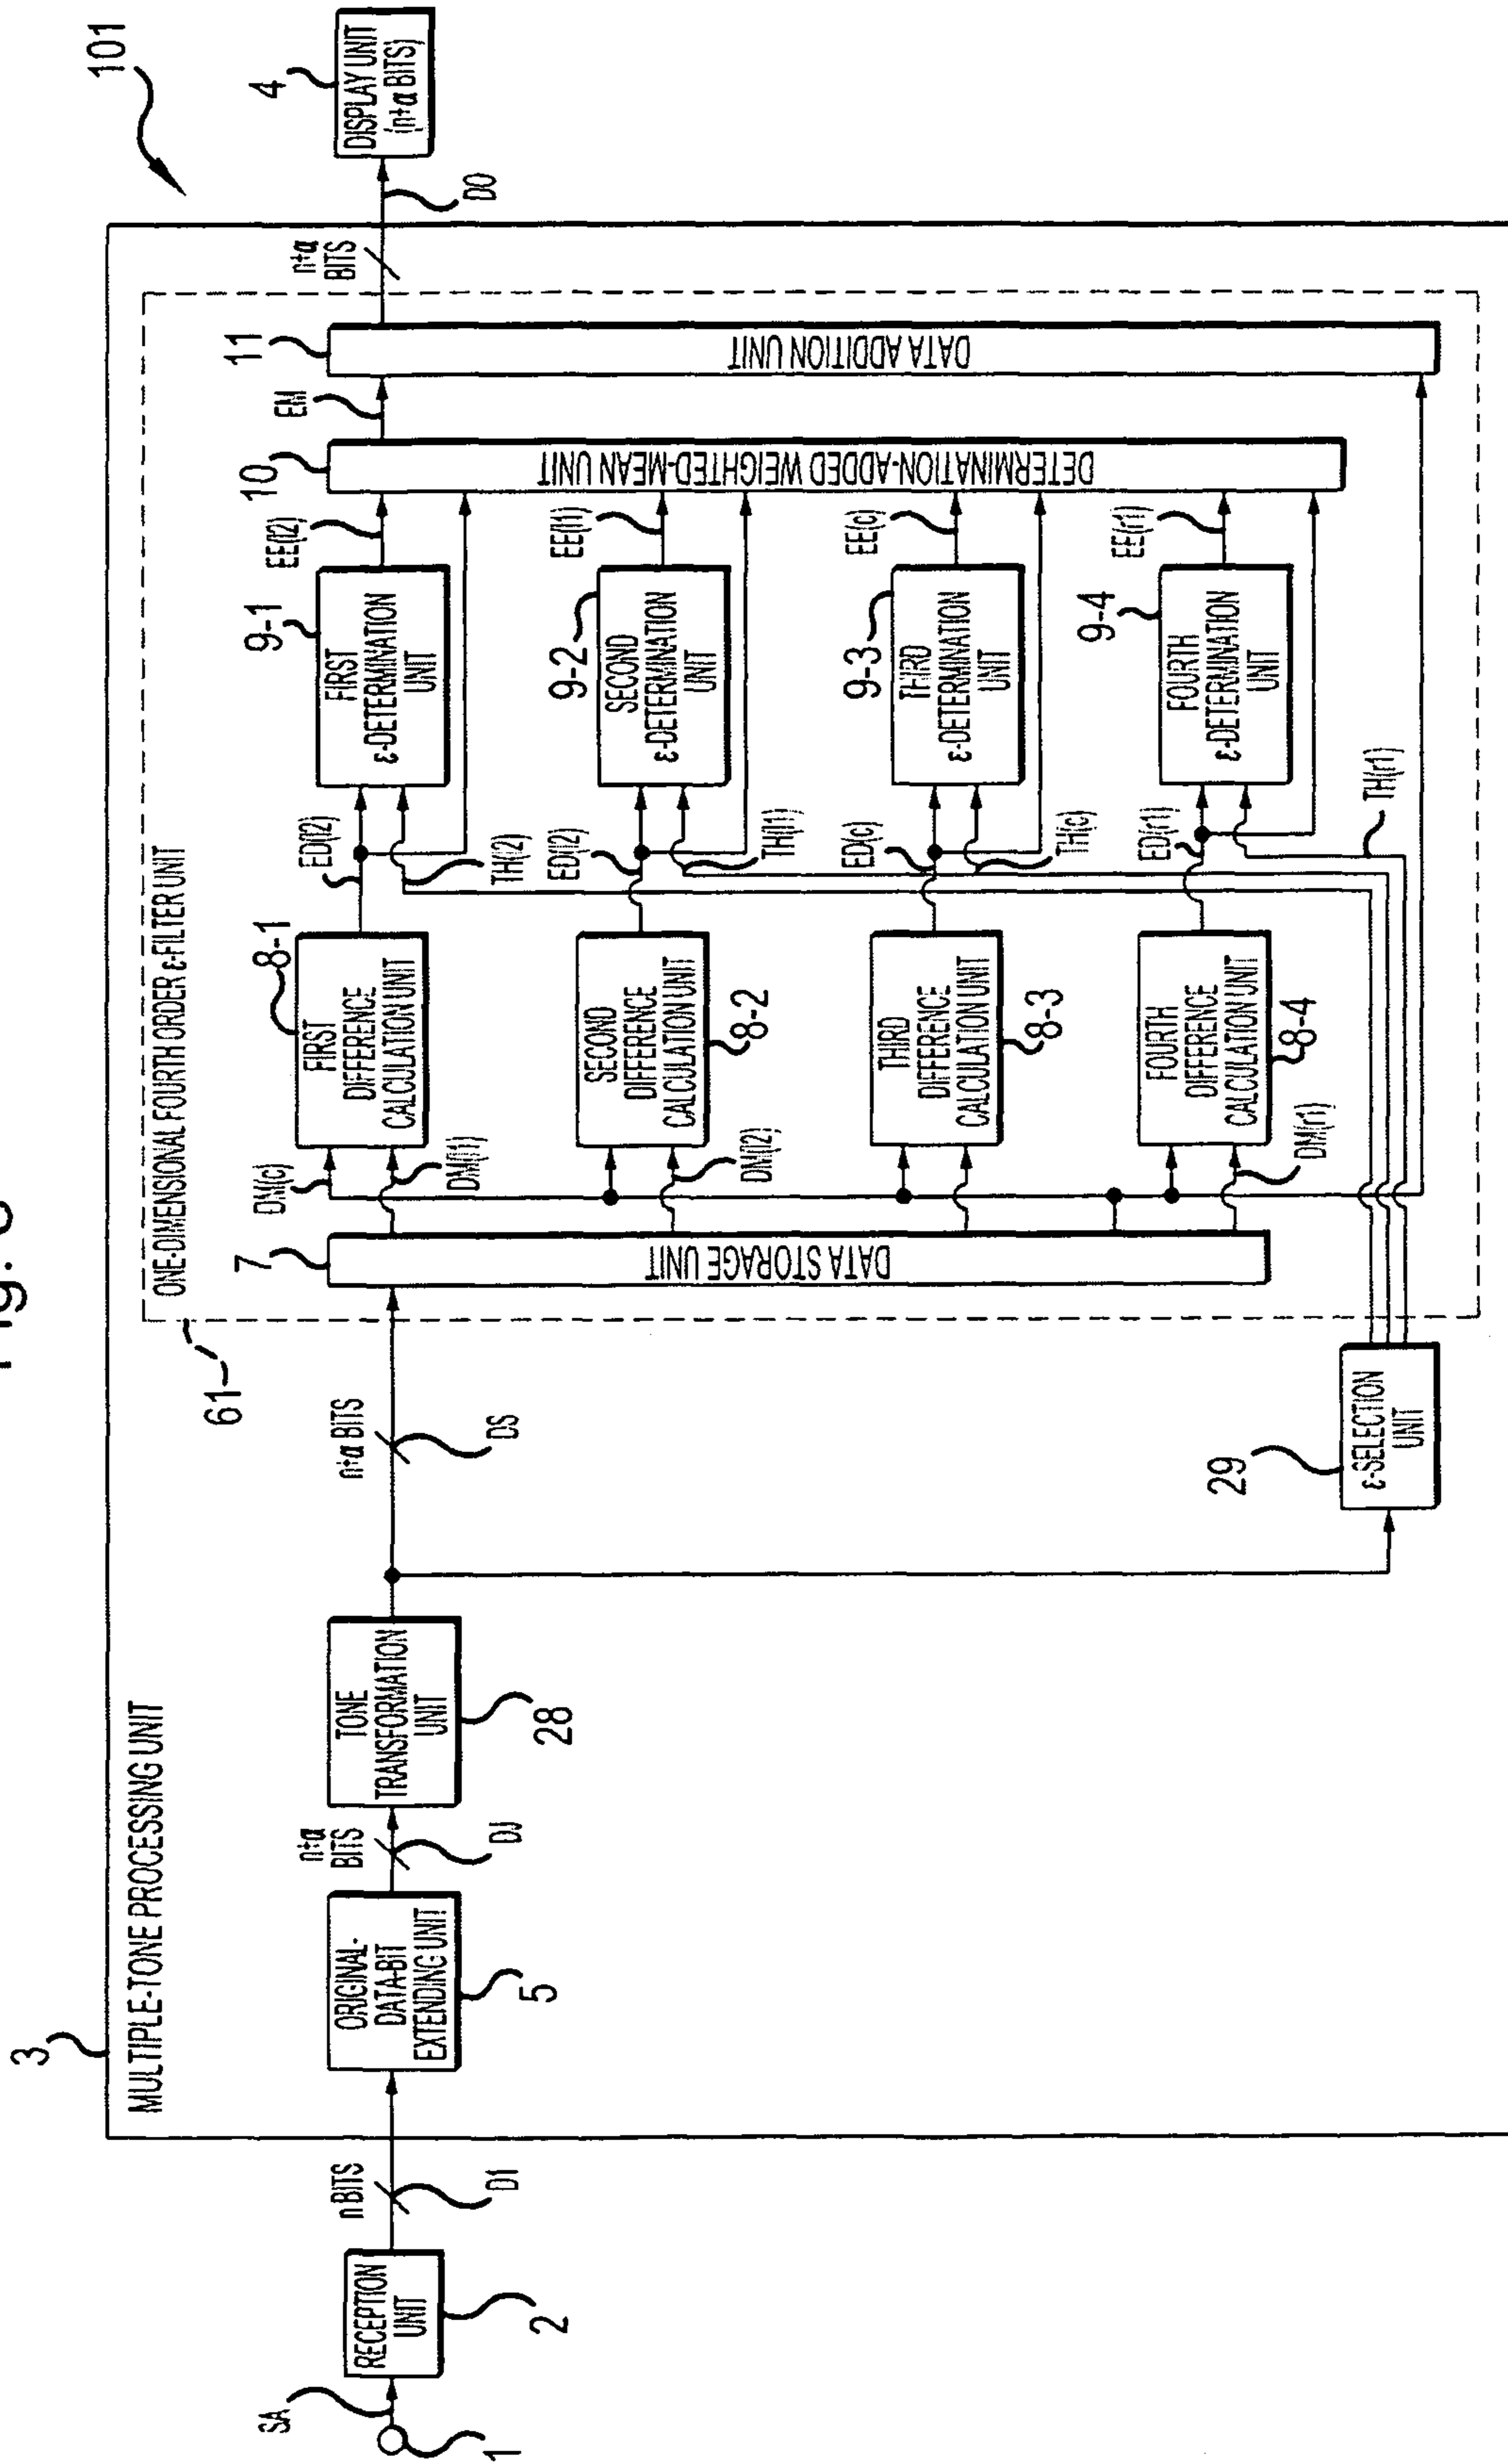 3
MULTIPLE-TONE PROCESSING UNIT
101
SA
1
RECEPTION
UNIT
2
n BITS
D1
ORIGINAL-
DATA-BIT
EXTENDING UNIT
5
n+α
BITS
DJ
TONE
TRANSFORMATION
UNIT
28
n+α BITS
DS
29
ε-SELECTION
UNIT
61
ONE-DIMENSIONAL FOURTH ORDER ε-FILTER UNIT
7
DATA STORAGE UNIT
DM(c)
DM(l1)
FIRST
DIFFERENCE
CALCULATION UNIT
8-1
ED(l2)
TH(l2)
9-1
FIRST
ε-DETERMINATION
UNIT
EE(l2)
DM(l2)
SECOND
DIFFERENCE
CALCULATION UNIT
8-2
ED(l2)
TH(l1)
9-2
SECOND
ε-DETERMINATION
UNIT
EE(l1)
THIRD
DIFFERENCE
CALCULATION UNIT
8-3
ED(c)
TH(c)
9-3
THIRD
ε-DETERMINATION
UNIT
EE(c)
DM(r1)
FOURTH
DIFFERENCE
CALCULATION UNIT
8-4
ED(r1)
TH(r1)
9-4
FOURTH
ε-DETERMINATION
UNIT
EE(r1)
10
DETERMINATION-ADDED WEIGHTED-MEAN UNIT
EM
11
DATA ADDITION UNIT
n+α
BITS
DO
4
DISPLAY UNIT
(n+α BITS)